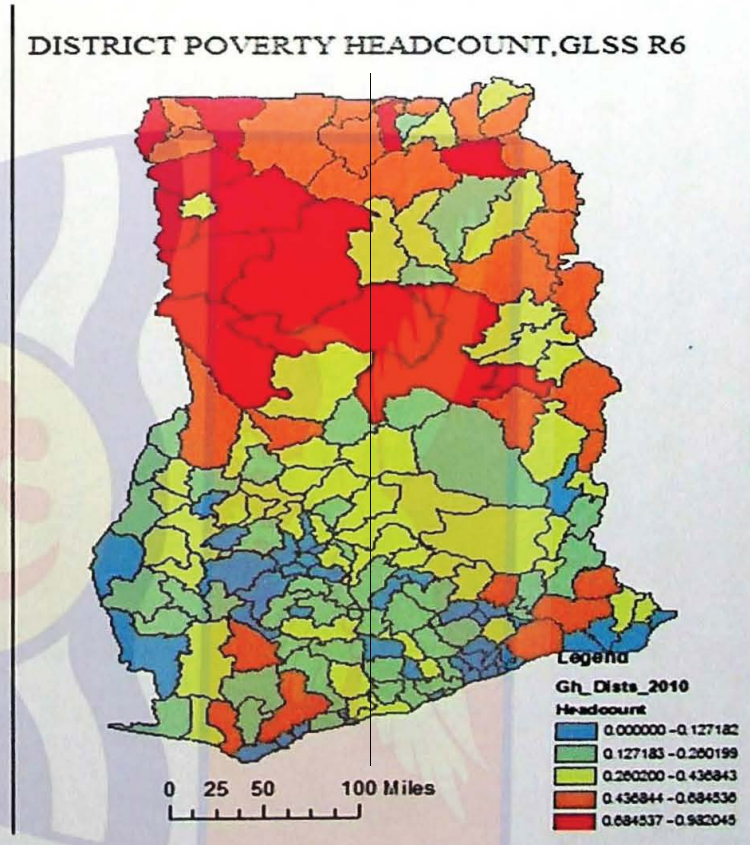 DISTRICT POVERTY HEADCOUNT,GLSS R6
0 25 50 100 Miles
Legend
Gh_Dists_2010
Headcount
0.000000 - 0.127182
0.127183 - 0.260199
0.260200 - 0.436843
0.436844 - 0.684536
0.684537 - 0.982045